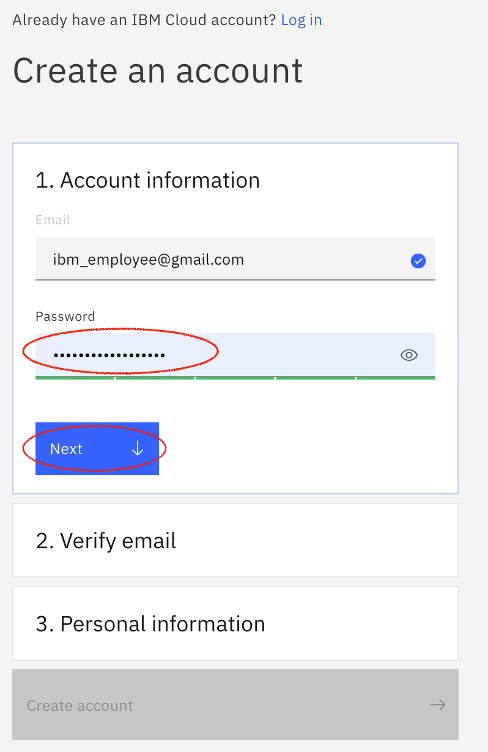 Already have an IBM Cloud account? Log in
Create an account
1. Account information
Email
ibm_employee@gmail.com
Password
••••••••••••••••••
Next
2. Verify email
3. Personal information
Create account